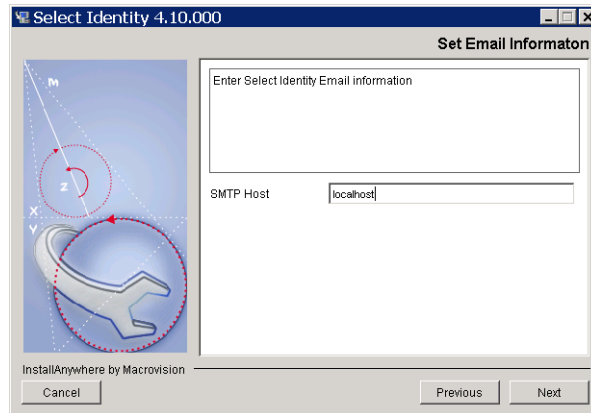 Select Identity 4.10.000
Set Email Informaton
Enter Select Identity Email information
SMTP Host
localhost
m
z
X
Y
InstallAnywhere by Macrovision
Cancel
Previous
Next